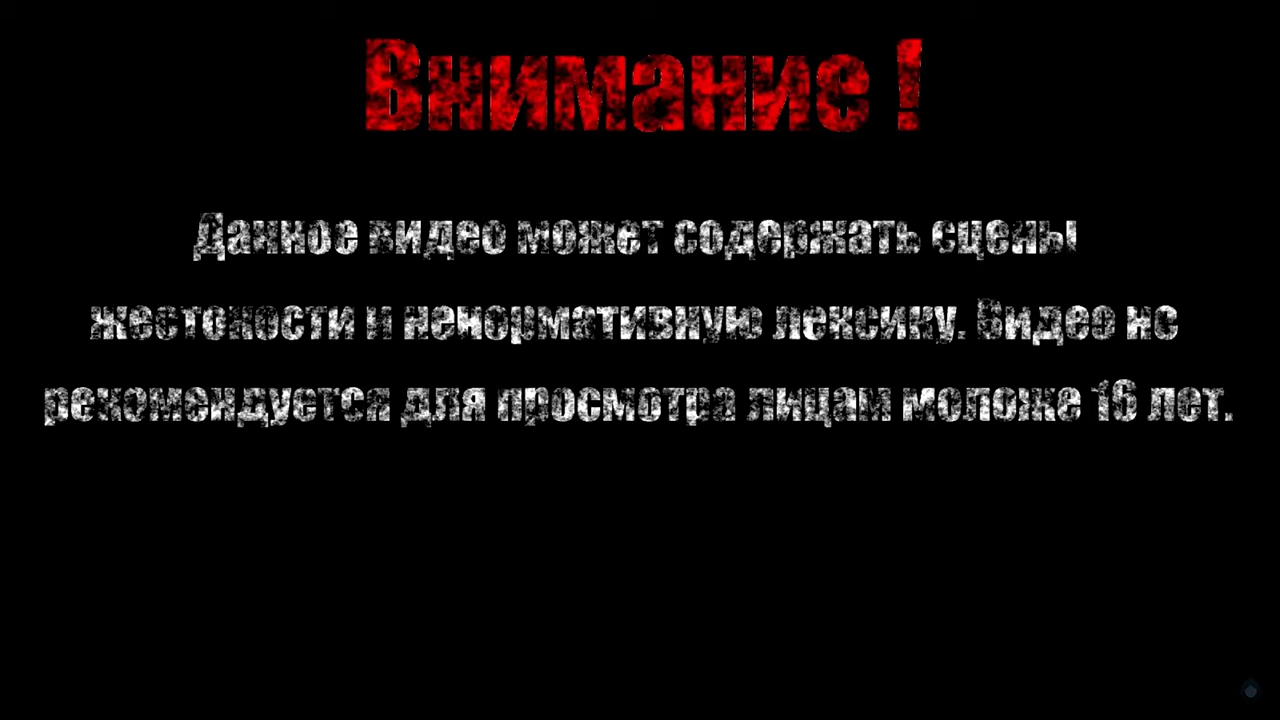 Внимание !
Данное видео может содержать сцены
жестокости и ненормативную лексику. Видео не
рекомендуется для просмотра лицам моложе 16 лет.